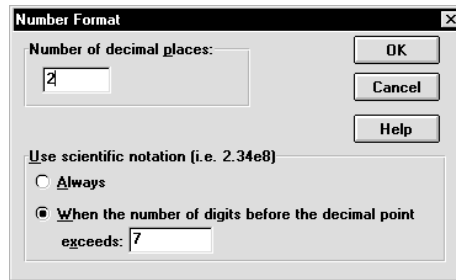 Number Format
Number of decimal places:
2
OK
Cancel
Help
Use scientific notation (i.e. 2.34e8)
Always
When the number of digits before the decimal point
exceeds: 7